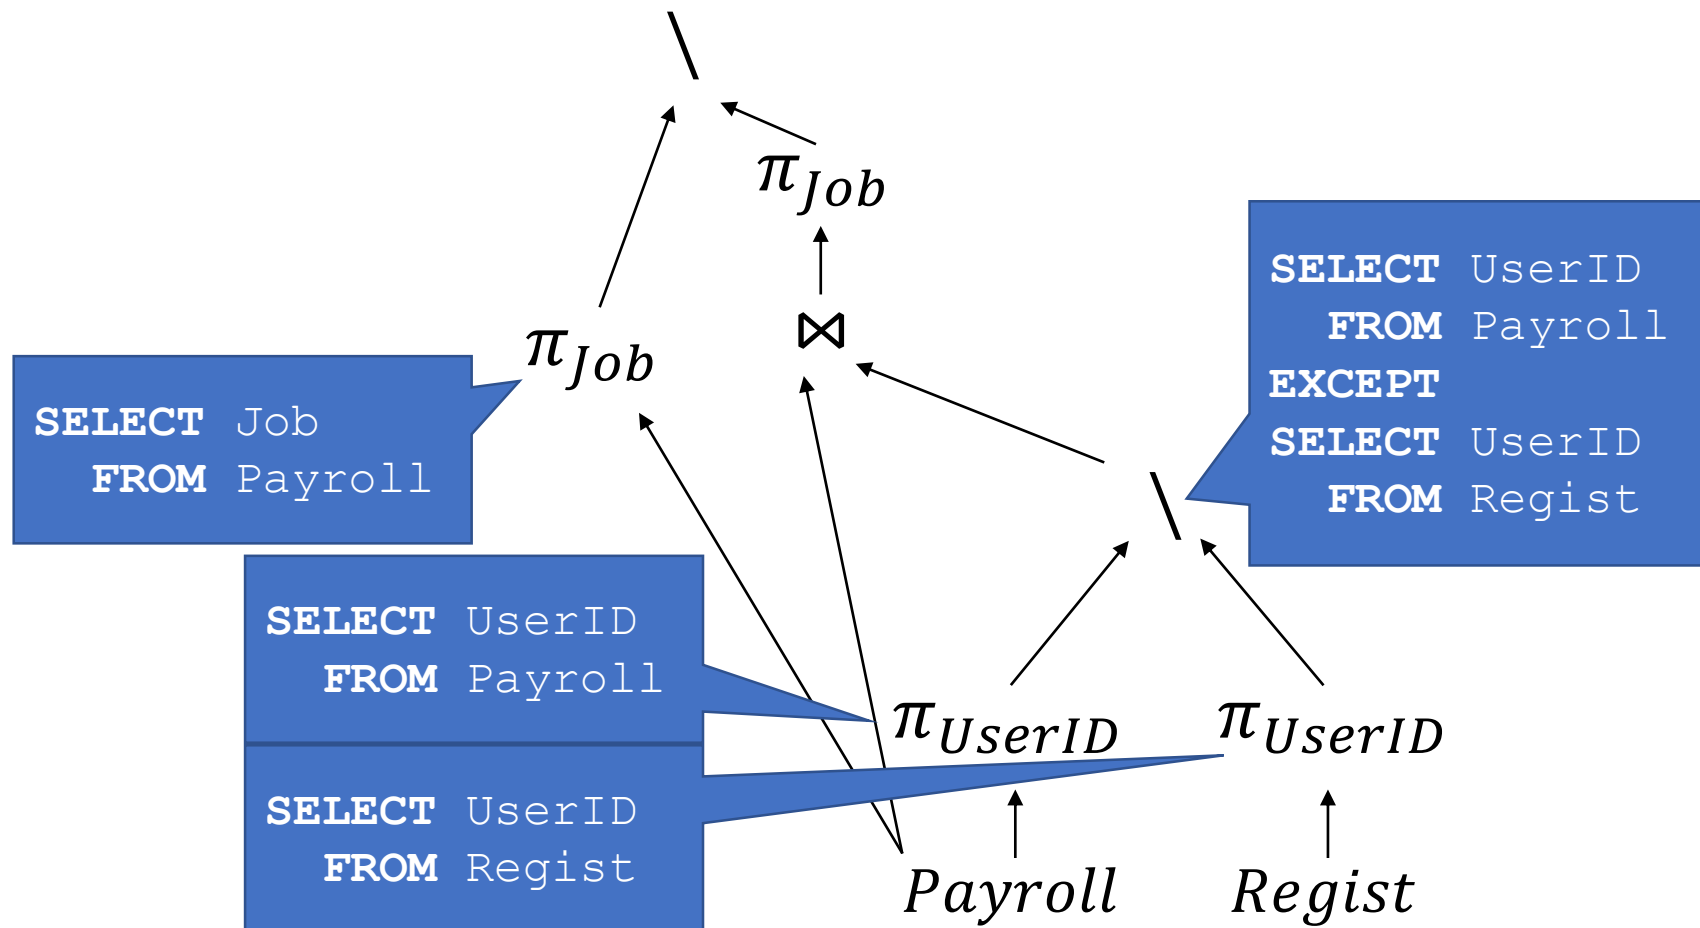 \
π_Job
π_Job
⋈
SELECT Job
FROM Payroll
SELECT UserID
FROM Payroll
EXCEPT
SELECT UserID
FROM Regist
\
SELECT UserID
FROM Payroll
SELECT UserID
FROM Regist
π_UserID
π_UserID
Payroll
Regist